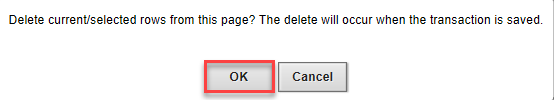 Delete current/selected rows from this page? The delete will occur when the transaction is saved.
OK Cancel